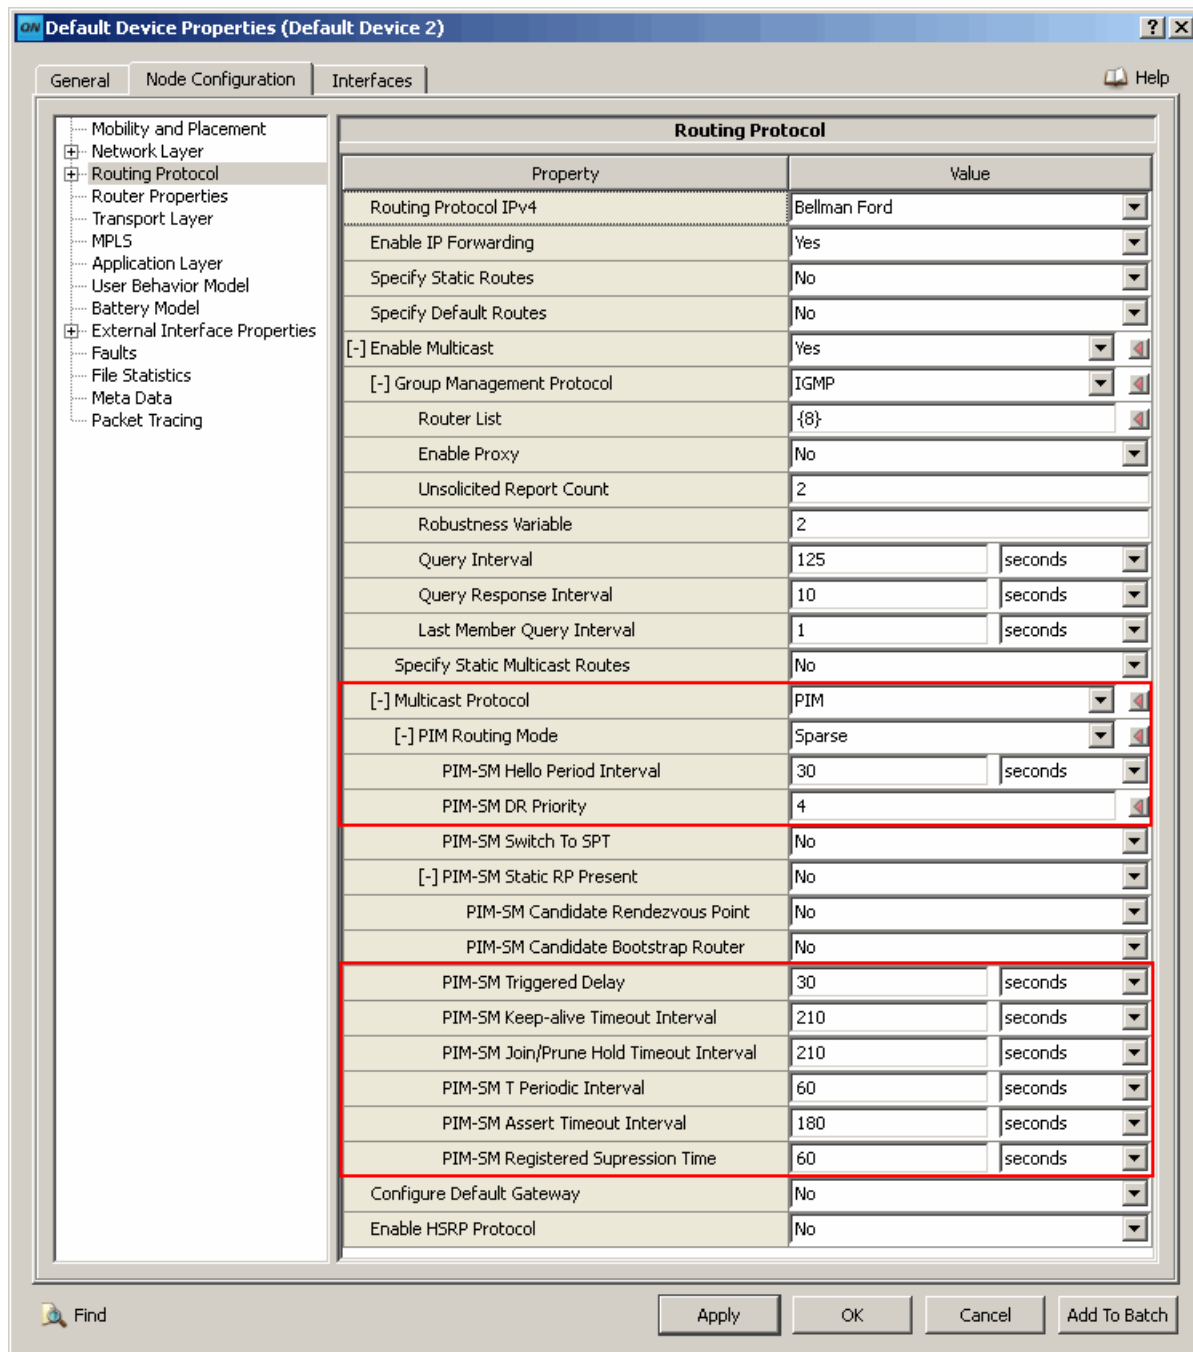 QN Default Device Properties (Default Device 2)
General Node Configuration Interfaces Help
Mobility and Placement
Network Layer
Routing Protocol
Router Properties
Transport Layer
MPLS
Application Layer
User Behavior Model
Battery Model
External Interface Properties
Faults
File Statistics
Meta Data
Packet Tracing
Routing Protocol
Property Value
Routing Protocol IPv4 Bellman Ford
Enable IP Forwarding Yes
Specify Static Routes No
Specify Default Routes No
[-] Enable Multicast Yes
[-] Group Management Protocol IGMP
Router List {8}
Enable Proxy No
Unsolicited Report Count 2
Robustness Variable 2
Query Interval 125 seconds
Query Response Interval 10 seconds
Last Member Query Interval 1 seconds
Specify Static Multicast Routes No
[-] Multicast Protocol PIM
[-] PIM Routing Mode Sparse
PIM-SM Hello Period Interval 30 seconds
PIM-SM DR Priority 4
PIM-SM Switch To SPT No
[-] PIM-SM Static RP Present No
PIM-SM Candidate Rendezvous Point No
PIM-SM Candidate Bootstrap Router No
PIM-SM Triggered Delay 30 seconds
PIM-SM Keep-alive Timeout Interval 210 seconds
PIM-SM Join/Prune Hold Timeout Interval 210 seconds
PIM-SM T Periodic Interval 60 seconds
PIM-SM Assert Timeout Interval 180 seconds
PIM-SM Registered Supression Time 60 seconds
Configure Default Gateway No
Enable HSRP Protocol No
Find Apply OK Cancel Add To Batch